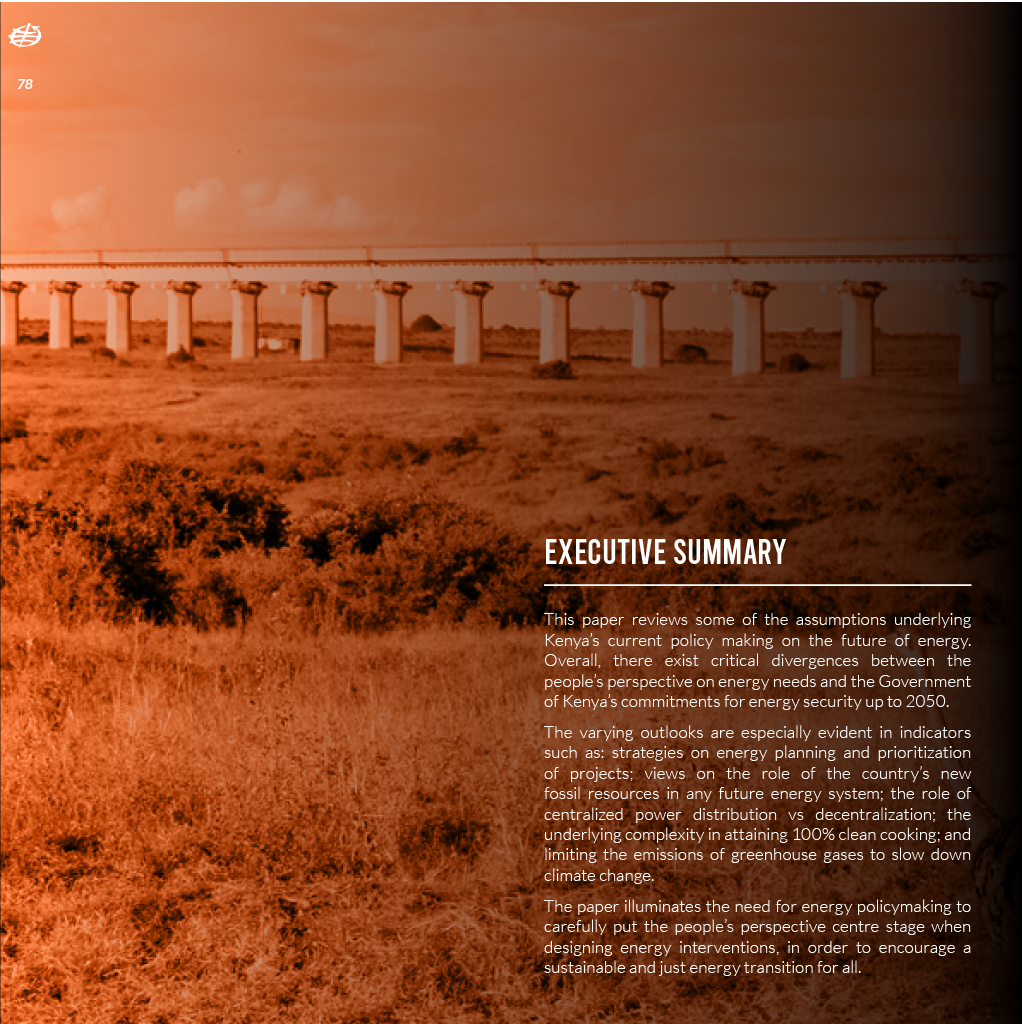 78
EXECUTIVE SUMMARY
This paper reviews some of the assumptions underlying
Kenya’s current policy making on the future of energy.
Overall, there exist critical divergences between the
people’s perspective on energy needs and the Government
of Kenya’s commitments for energy security up to 2050.
The varying outlooks are especially evident in indicators
such as: strategies on energy planning and prioritization
of projects; views on the role of the country’s new
fossil resources in any future energy system; the role of
centralized power distribution vs decentralization; the
underlying complexity in attaining 100% clean cooking; and
limiting the emissions of greenhouse gases to slow down
climate change.
The paper illuminates the need for energy policymaking to
carefully put the people’s perspective centre stage when
designing energy interventions, in order to encourage a
sustainable and just energy transition for all.